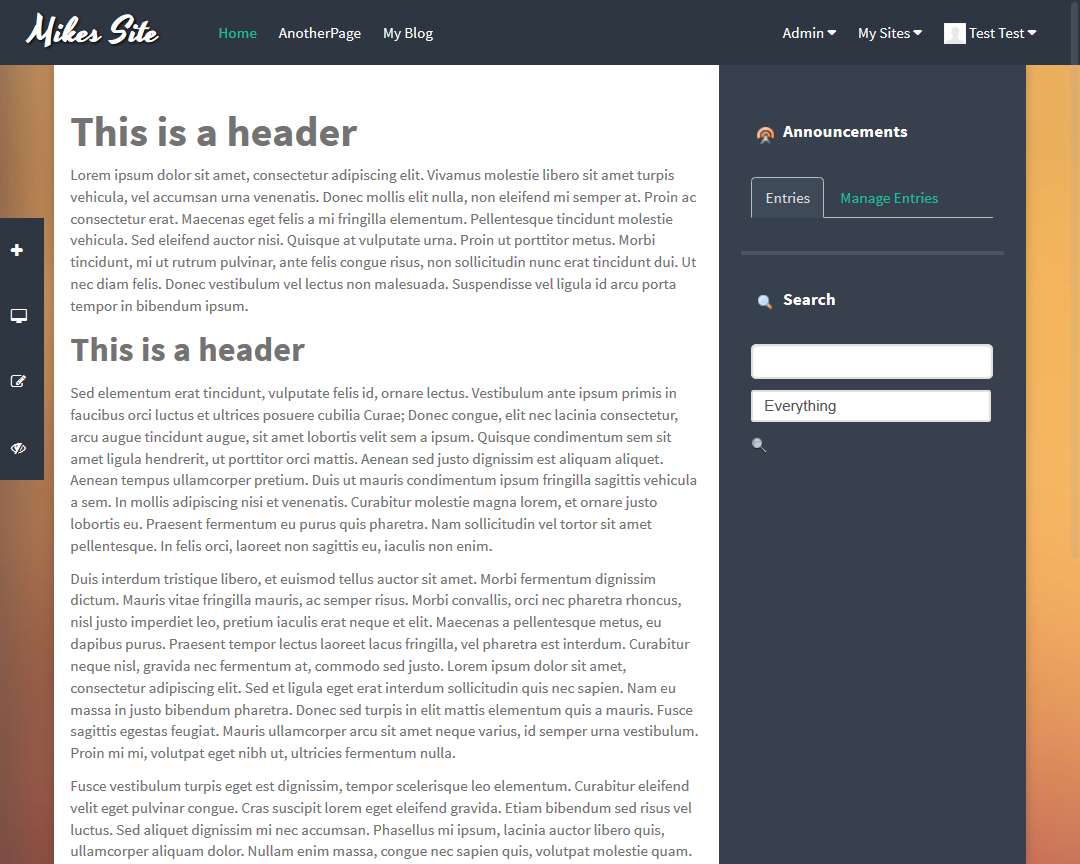 Mikes Site
Home AnotherPage My Blog
Admin My Sites Test Test
This is a header
Lorem ipsum dolor sit amet, consectetur adipiscing elit. Vivamus molestie libero sit amet turpis
vehicula, vel accumsan urna venenatis. Donec mollis elit nulla, non eleifend mi semper at. Proin ac
consectetur erat. Maecenas eget felis a mi fringilla elementum. Pellentesque tincidunt molestie
vehicula. Sed eleifend auctor nisi. Quisque at vulputate urna. Proin ut porttitor metus. Morbi
tincidunt, mi ut rutrum pulvinar, ante felis congue risus, non sollicitudin nunc erat tincidunt dui. Ut
nec diam felis. Donec vestibulum vel lectus non malesuada. Suspendisse vel ligula id arcu porta
tempor in bibendum ipsum.
This is a header
Sed elementum erat tincidunt, vulputate felis id, ornare lectus. Vestibulum ante ipsum primis in
faucibus orci luctus et ultrices posuere cubilia Curae; Donec congue, elit nec lacinia consectetur,
arcu augue tincidunt augue, sit amet lobortis velit sem a ipsum. Quisque condimentum sem sit
amet ligula hendrerit, ut porttitor orci mattis. Aenean sed justo dignissim est aliquam aliquet.
Aenean tempus ullamcorper pretium. Duis ut mauris condimentum ipsum fringilla sagittis vehicula
a sem. In mollis adipiscing nisi et venenatis. Curabitur molestie magna lorem, et ornare justo
lobortis eu. Praesent fermentum eu purus quis pharetra. Nam sollicitudin vel tortor sit amet
pellentesque. In felis orci, laoreet non sagittis eu, iaculis non enim.
Duis interdum tristique libero, et euismod tellus auctor sit amet. Morbi fermentum dignissim
dictum. Mauris vitae fringilla mauris, ac semper risus. Morbi convallis, orci nec pharetra rhoncus,
nisl justo imperdiet leo, pretium iaculis erat neque et elit. Maecenas a pellentesque metus, eu
dapibus purus. Praesent tempor lectus laoreet lacus fringilla, vel pharetra est interdum. Curabitur
neque nisl, gravida nec fermentum at, commodo sed justo. Lorem ipsum dolor sit amet,
consectetur adipiscing elit. Sed et ligula eget erat interdum sollicitudin quis nec sapien. Nam eu
massa in justo bibendum pharetra. Donec sed turpis in elit mattis elementum quis a mauris. Fusce
sagittis egestas feugiat. Mauris ullamcorper arcu sit amet neque varius, id semper urna vestibulum.
Proin mi mi, volutpat eget nibh ut, ultricies fermentum nulla.
Fusce vestibulum turpis eget est dignissim, tempor scelerisque leo elementum. Curabitur eleifend
velit eget pulvinar congue. Cras suscipit lorem eget eleifend gravida. Etiam bibendum sed risus vel
luctus. Sed aliquet dignissim mi nec accumsan. Phasellus mi ipsum, lacinia auctor libero quis,
ullamcorper aliquam dolor. Nullam enim massa, congue nec sapien quis, volutpat molestie quam.
Announcements
Entries Manage Entries
Search
Everything